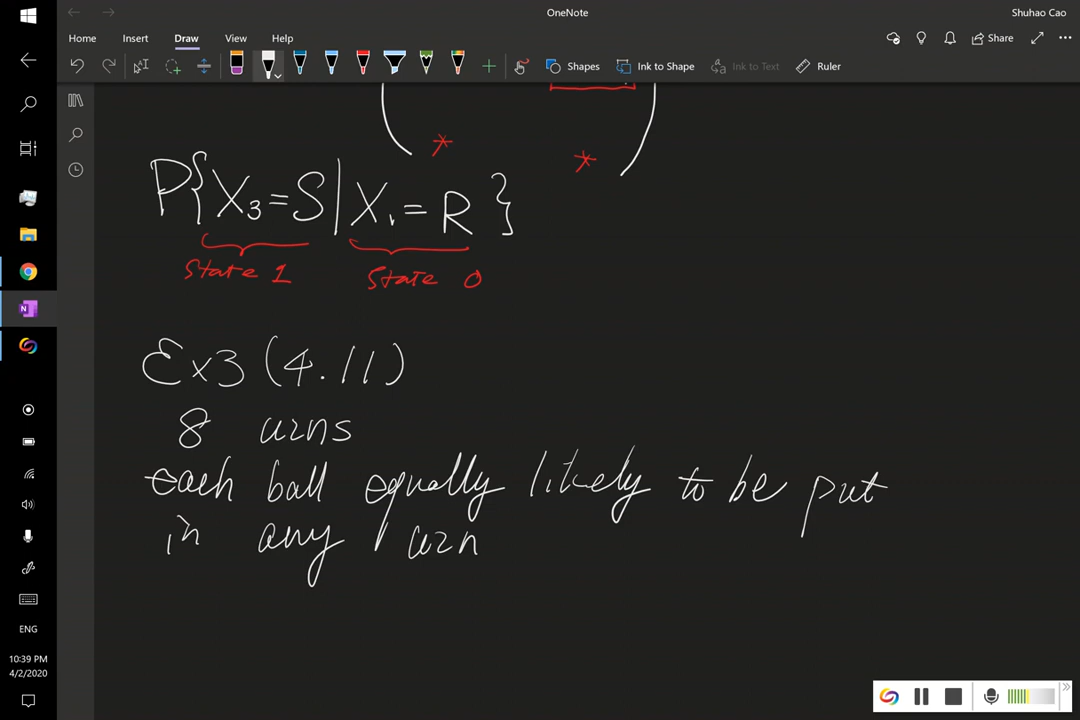 OneNote
Shuhao Cao
Home Insert Draw View Help
Share
Shapes
Ink to Shape
Ink to Text
Ruler
* *
P{X₃=S|X₁=R}
State 1 State 0
Ex3 (4.11)
8 urns
each ball equally likely to be put
in any urn
ENG
10:39 PM
4/2/2020